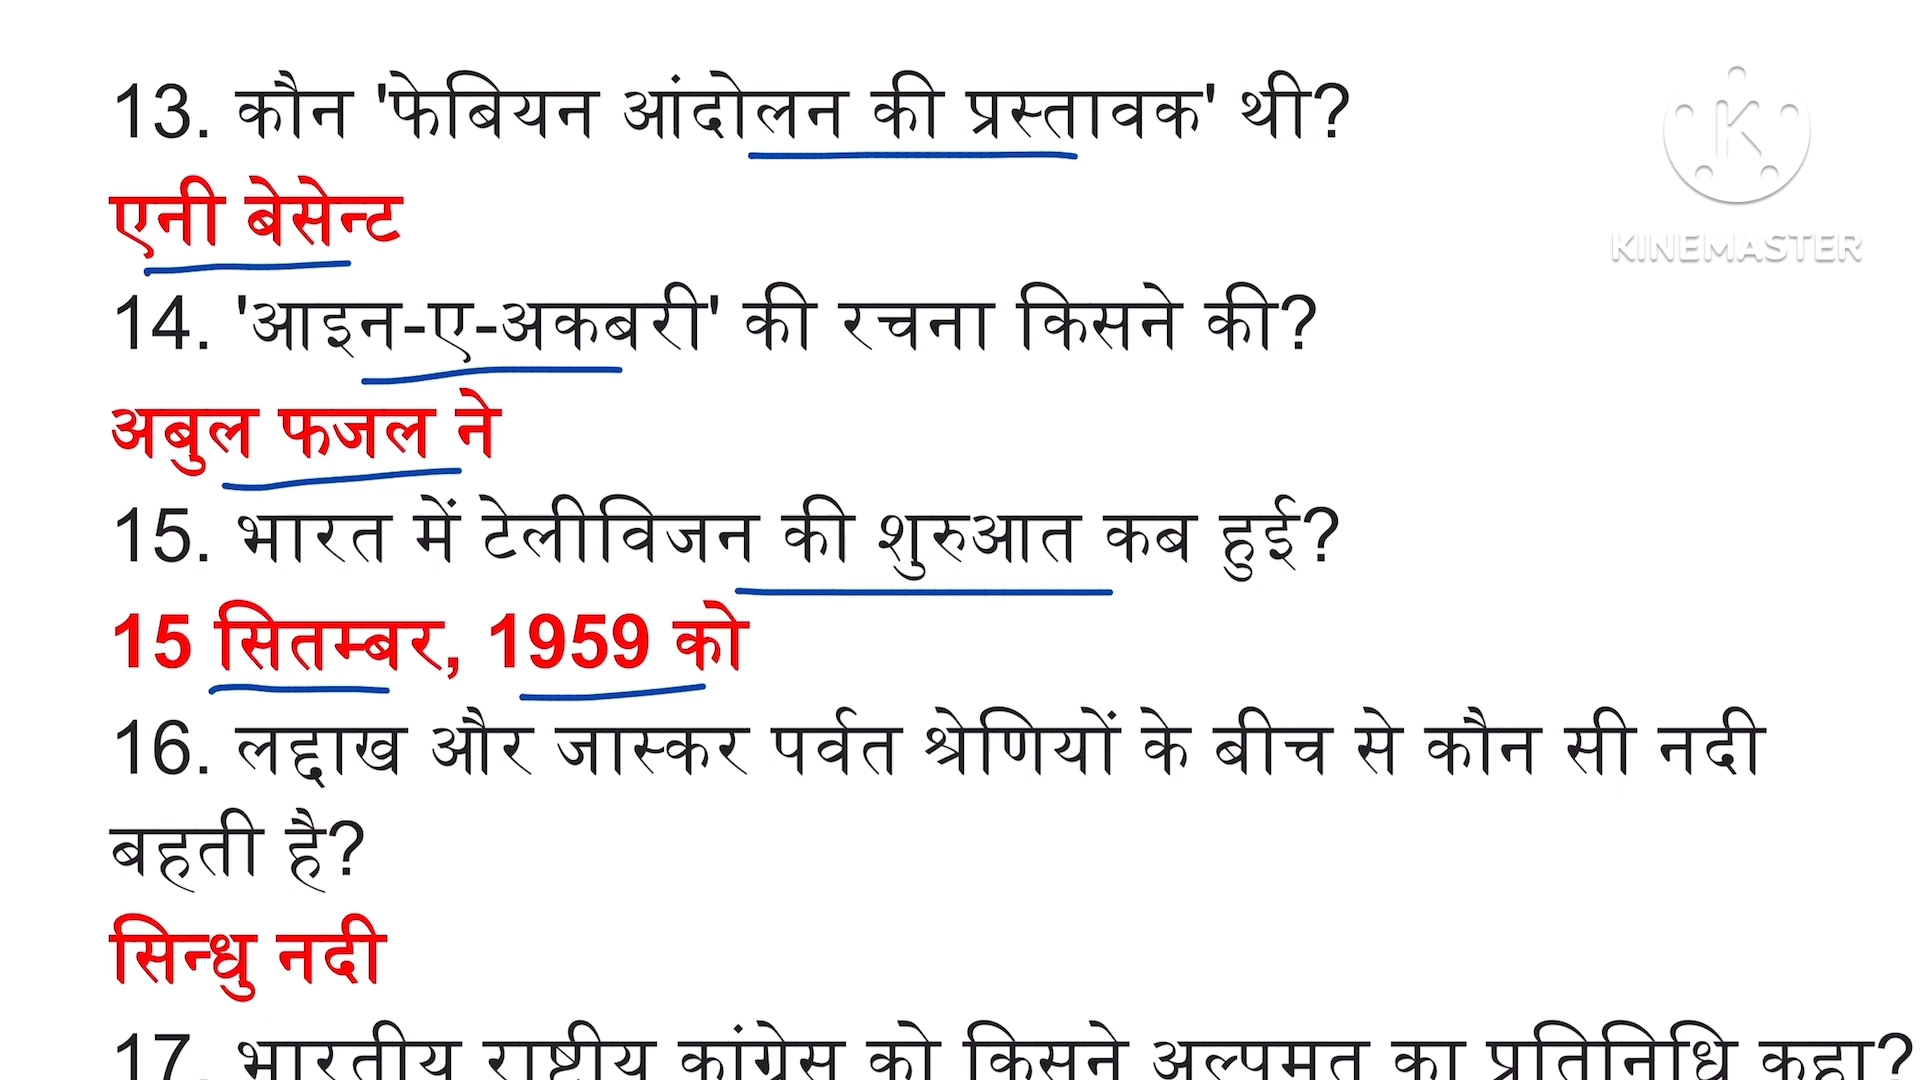 13. कौन 'फेबियन आंदोलन की प्रस्तावक' थी?
एनी बेसेन्ट
14. 'आइन-ए-अकबरी' की रचना किसने की?
अबुल फजल ने
15. भारत में टेलीविजन की शुरुआत कब हुई?
15 सितम्बर, 1959 को
16. लद्दाख और जास्कर पर्वत श्रेणियों के बीच से कौन सी नदी
बहती है?
सिन्धु नदी
17. भारतीय राष्ट्रीय कांग्रेस को किसने अल्पमत का प्रतिनिधि कहा?
KINEMASTER